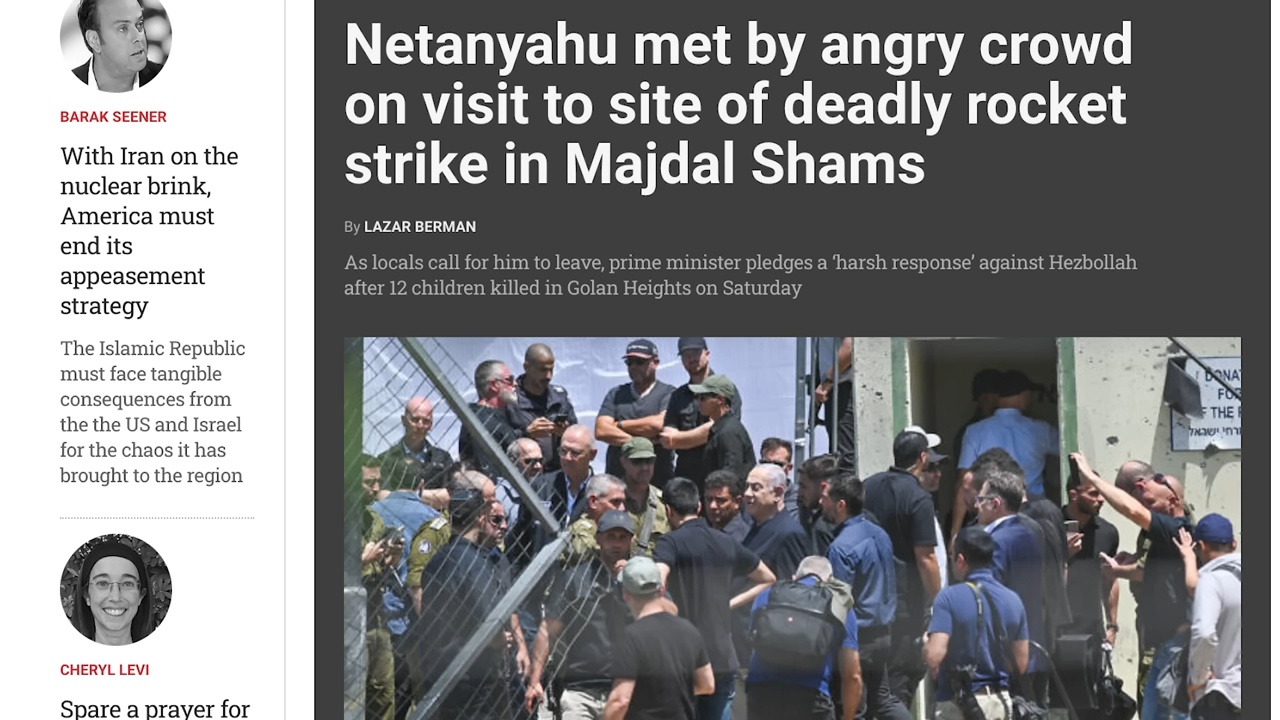 BARAK SEENER
With Iran on the
nuclear brink,
America must
end its
appeasement
strategy
The Islamic Republic
must face tangible
consequences from
the the US and Israel
for the chaos it has
brought to the region
CHERYL LEVI
Spare a prayer for
Netanyahu met by angry crowd
on visit to site of deadly rocket
strike in Majdal Shams
By LAZAR BERMAN
As locals call for him to leave, prime minister pledges a ‘harsh response’ against Hezbollah
after 12 children killed in Golan Heights on Saturday